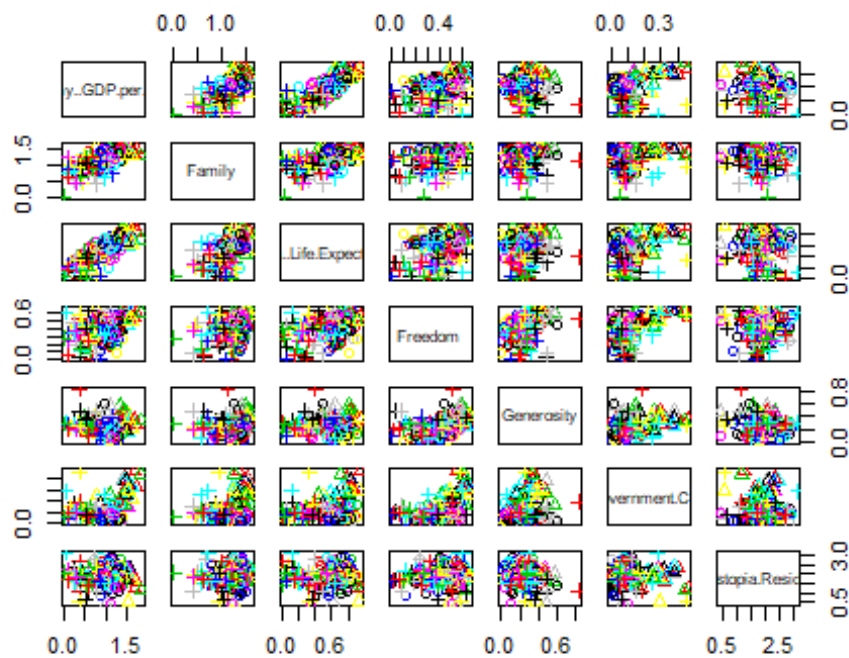 0.0 1.0 0.0 0.4 0.0 0.3
y..GDP.per. 0.0
0.0 1.5 Family
..Life.Expect 0.0
0.0 0.6 Freedom
Generosity 0.0 0.8
0.0 vernment.C
stopia.Resid 0.5 3.0
0.0 1.5 0.0 0.6 0.0 0.6 0.5 2.5